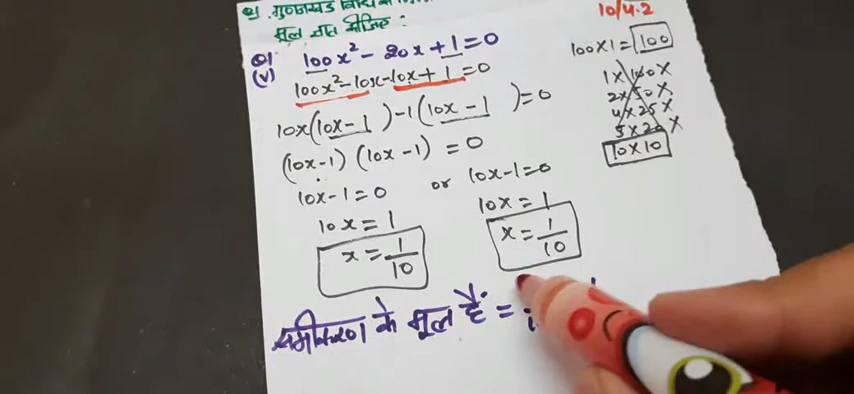 गुणनखंड विधि
मूल ज्ञात कीजिए :
10/4.2
Q1
(v) 100x² - 20x + 1 = 0
100x² - 10x - 10x + 1 = 0
10x(10x - 1) - 1(10x - 1) = 0
(10x-1) (10x-1) = 0
10x-1=0 or 10x-1=0
10x = 1 10x = 1
x = 1/10 x = 1/10
समीकरण के मूल हैं =
100×1 = 100
1×100×
2×50×
4×25×
5×20×
10×10